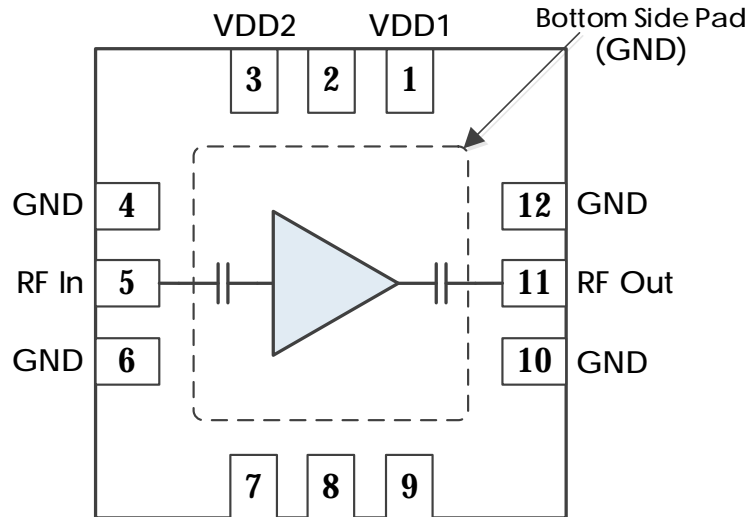 Bottom Side Pad
(GND)
VDD2 VDD1
3 2 1
GND 4 12 GND
RF In 5 11 RF Out
GND 6 10 GND
7 8 9